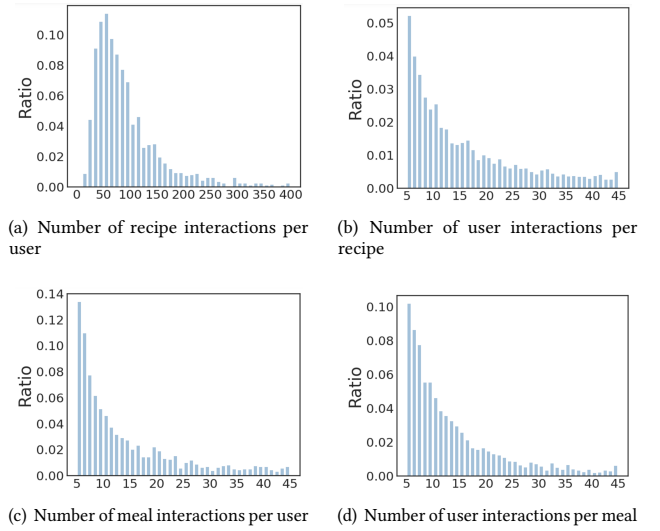 0.10
0.08
0.06
0.04
0.02
0.00
Ratio
0 50 100 150 200 250 300 350 400
(a) Number of recipe interactions per
user
0.05
0.04
0.03
0.02
0.01
0.00
Ratio
5 10 15 20 25 30 35 40 45
(b) Number of user interactions per
recipe
0.14
0.12
0.10
0.08
0.06
0.04
0.02
0.00
Ratio
5 10 15 20 25 30 35 40 45
(c) Number of meal interactions per user
0.10
0.08
0.06
0.04
0.02
0.00
Ratio
5 10 15 20 25 30 35 40 45
(d) Number of user interactions per meal